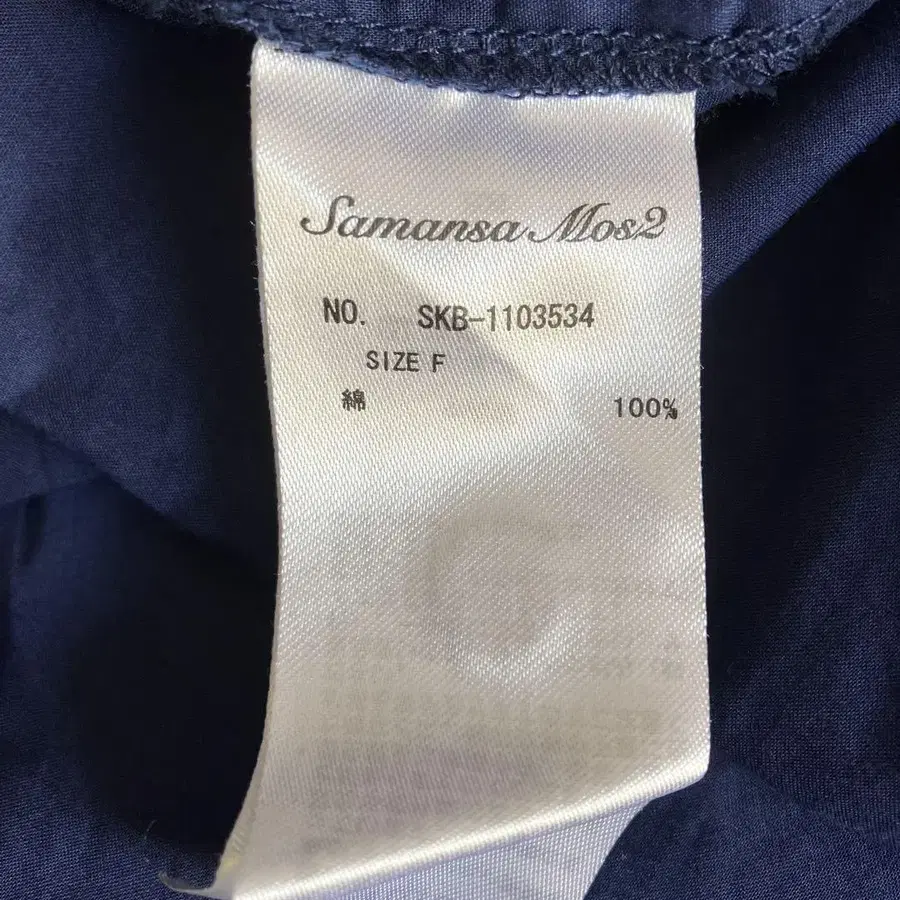 Samansa Mos2
NO. SKB-1103534
SIZE F
綿 100%